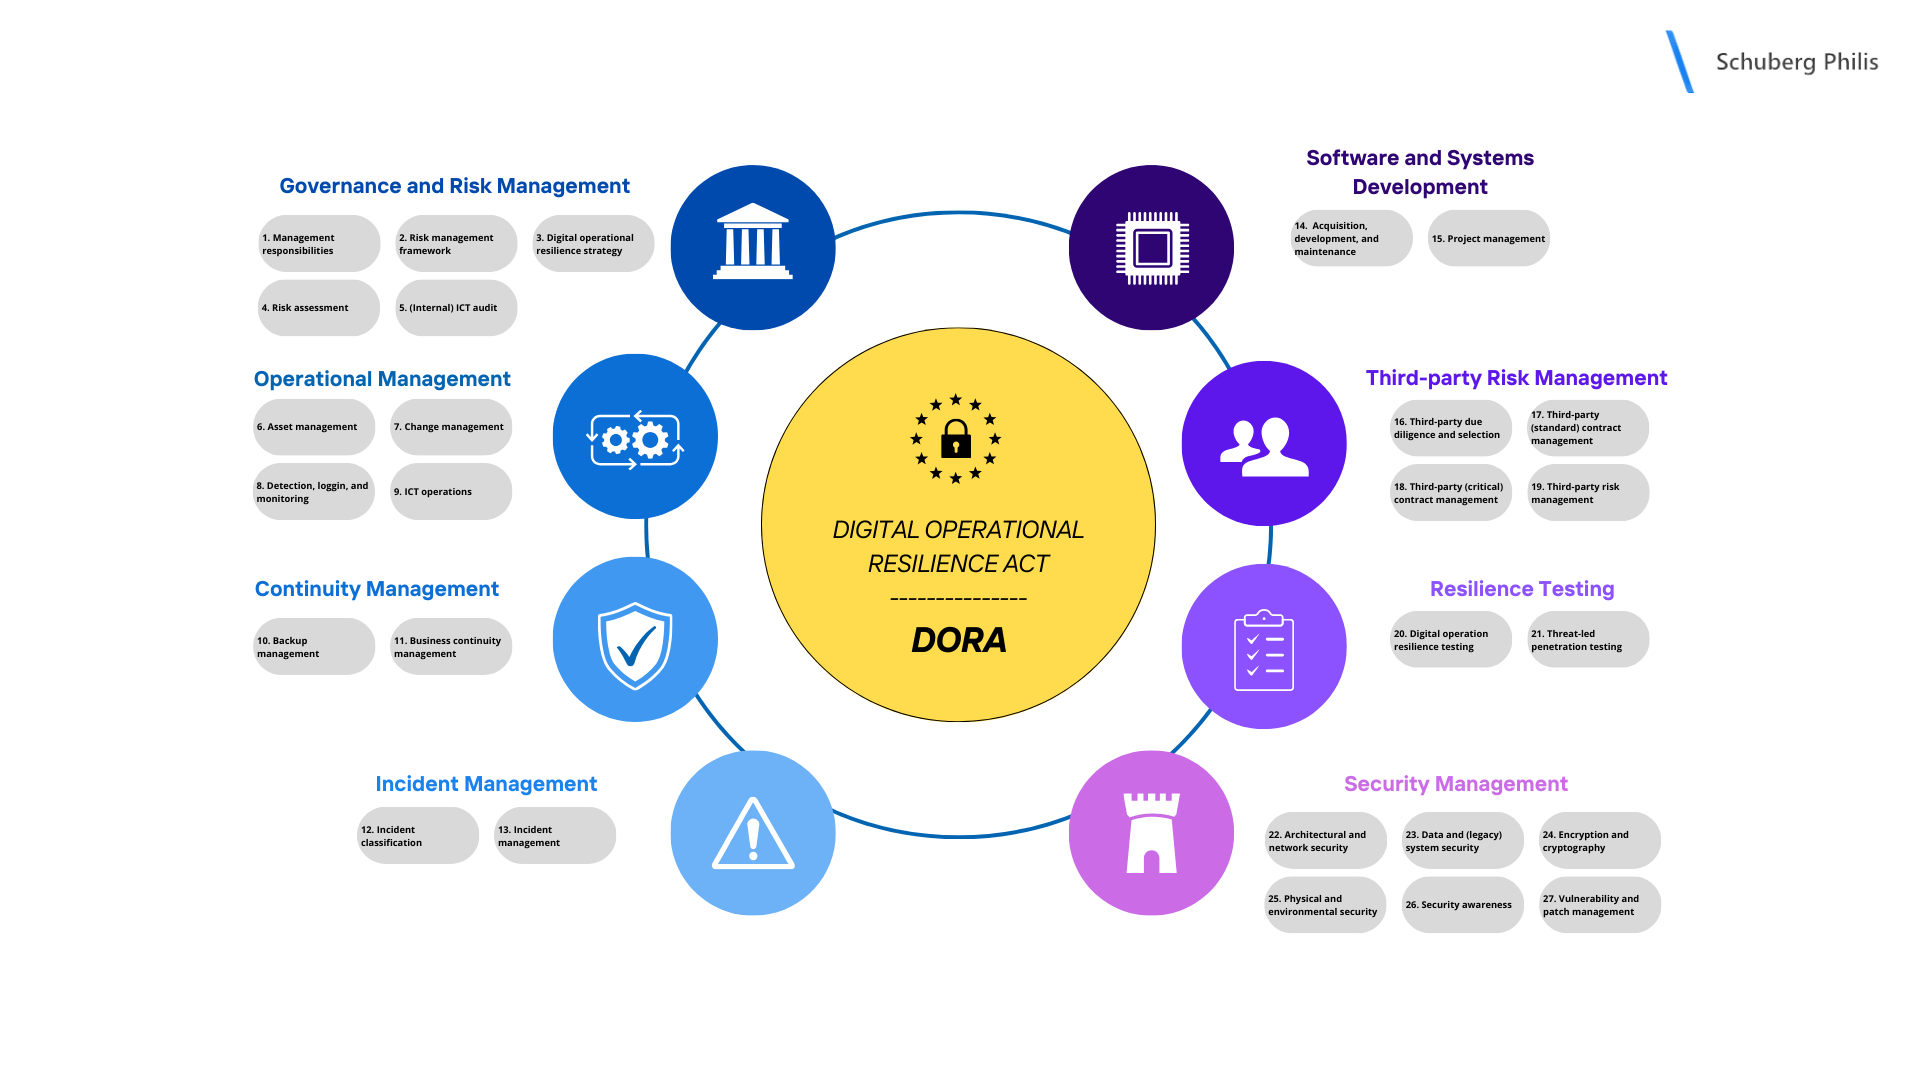 Schuberg Philis
Governance and Risk Management
1. Management
responsibilities
2. Risk management
framework
3. Digital operational
resilience strategy
4. Risk assessment
5. (Internal) ICT audit
Operational Management
6. Asset management
7. Change management
8. Detection, loggin, and
monitoring
9. ICT operations
Continuity Management
10. Backup
management
11. Business continuity
management
Incident Management
12. Incident
classification
13. Incident
management
DIGITAL OPERATIONAL
RESILIENCE ACT
---------------
DORA
Software and Systems
Development
14. Acquisition,
development, and
maintenance
15. Project management
Third-party Risk Management
16. Third-party due
diligence and selection
17. Third-party
(standard) contract
management
18. Third-party (critical)
contract management
19. Third-party risk
management
Resilience Testing
20. Digital operation
resilience testing
21. Threat-led
penetration testing
Security Management
22. Architectural and
network security
23. Data and (legacy)
system security
24. Encryption and
cryptography
25. Physical and
environmental security
26. Security awareness
27. Vulnerability and
patch management